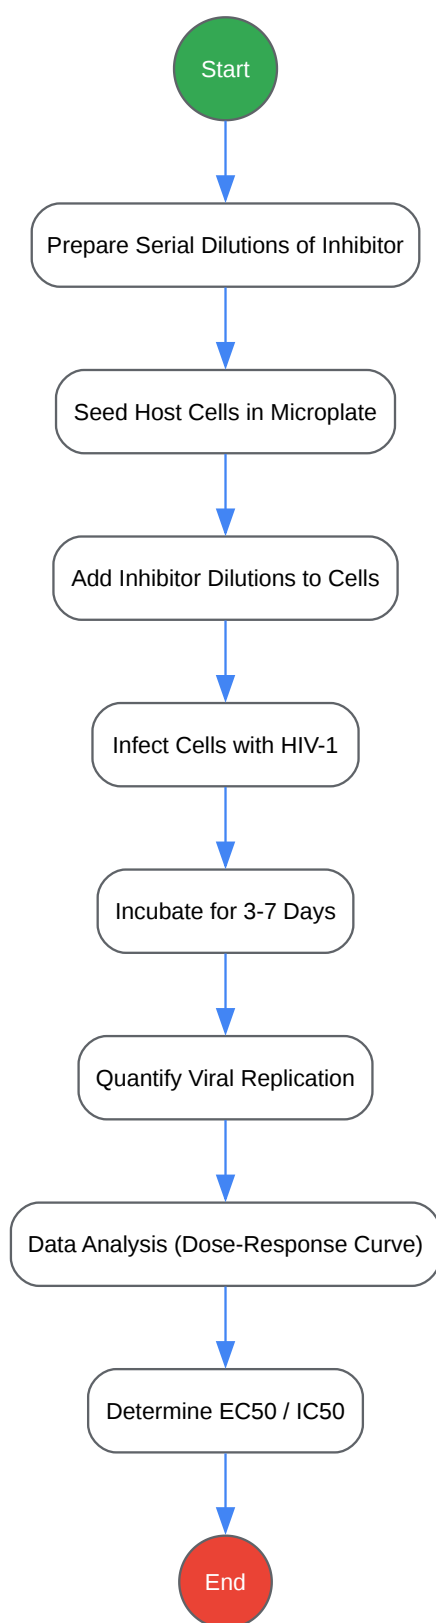 Start
Prepare Serial Dilutions of Inhibitor
Seed Host Cells in Microplate
Add Inhibitor Dilutions to Cells
Infect Cells with HIV-1
Incubate for 3-7 Days
Quantify Viral Replication
Data Analysis (Dose-Response Curve)
Determine EC50 / IC50
End